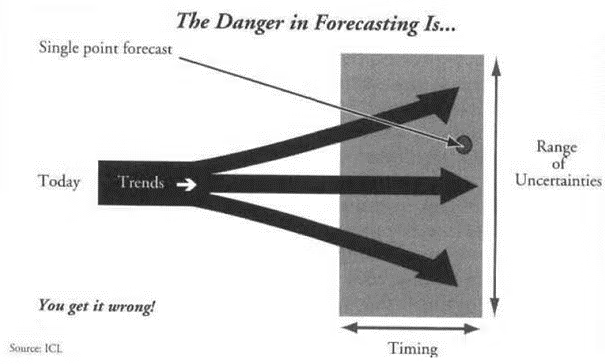 The Danger in Forecasting Is...
Single point forecast
Today
Trends
Range
of
Uncertainties
You get it wrong!
Timing
Source: ICL